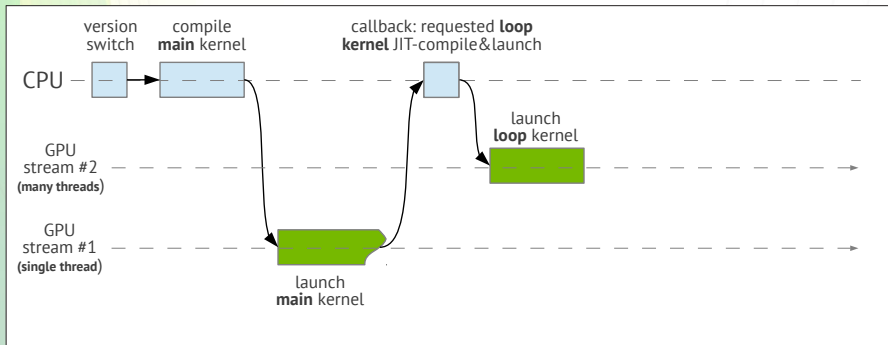 version
switch
compile
main kernel
callback: requested loop
kernel JIT-compile&launch
CPU
launch
loop kernel
GPU
stream #2
(many threads)
GPU
stream #1
(single thread)
launch
main kernel